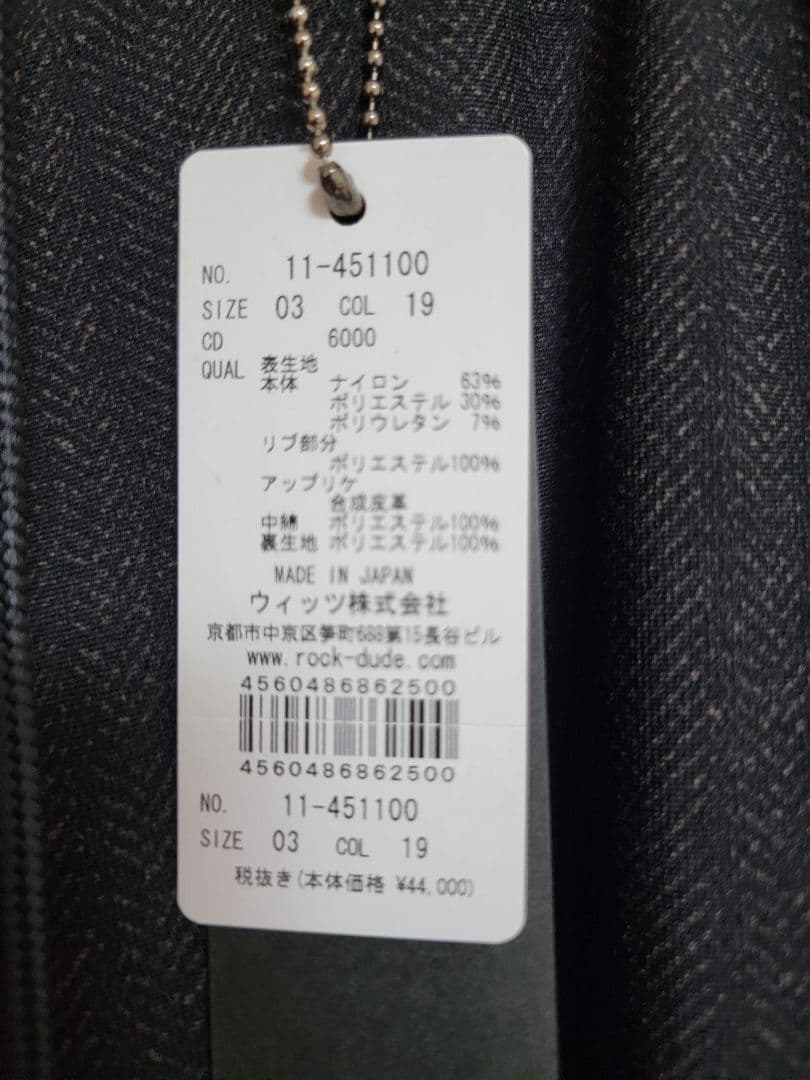 NO. 11-451100
SIZE 03 COL 19
CD 6000
QUAL 表生地
本体 ナイロン 63%
ポリエステル 30%
ポリウレタン 7%
リブ部分
ポリエステル100%
アップリケ
合成皮革
中綿 ポリエステル100%
裏生地 ポリエステル100%
MADE IN JAPAN
ウィッツ株式会社
京都市中京区笋町688第15長谷ビル
www.rock-dude.com
4560486862500
4560486862500
NO. 11-451100
SIZE 03 COL 19
税抜き(本体価格 ¥44,000)